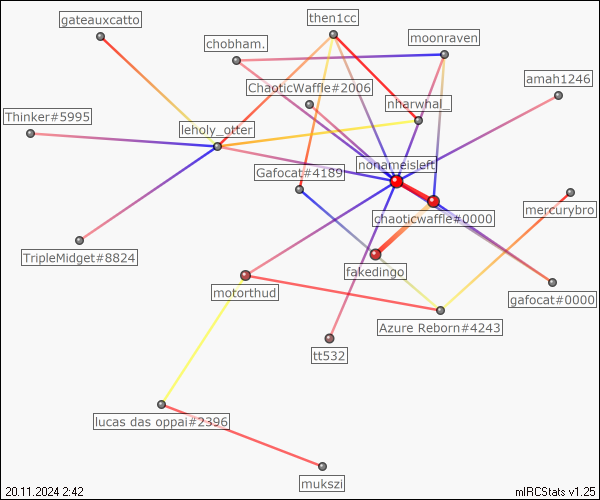 gateauxcatto
then1cc
chobham.
moonraven
ChaoticWaffle#2006
amah1246
nharwhal_
Thinker#5995
leholy_otter
nonameisleft
Gafocat#4189
mercurybro
chaoticwaffle#0000
TripleMidget#8824
fakedingo
motorthud
gafocat#0000
Azure Reborn#4243
tt532
lucas das oppai#2396
mukszi
20.11.2024 2:42
mIRCStats v1.25